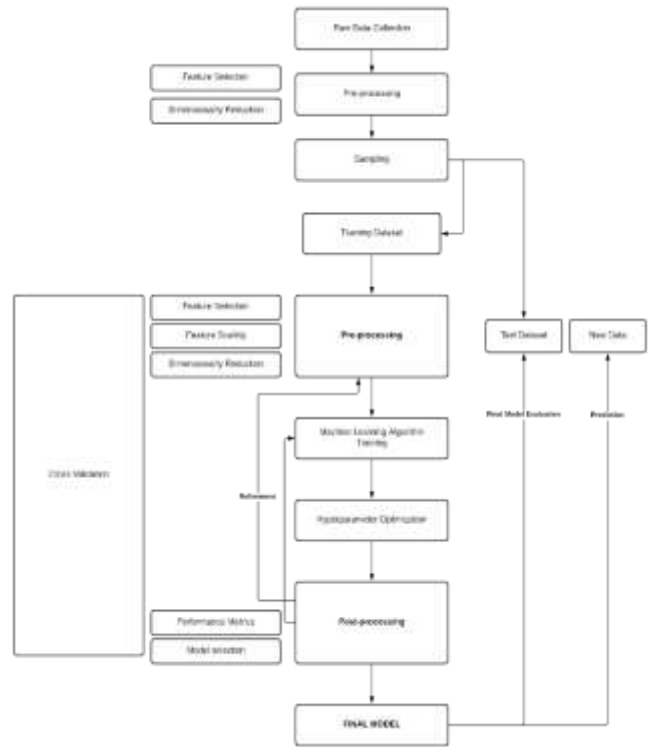 Raw Data Collection
Feature Selection
Pre-processing
Dimensionality Reduction
Sampling
Training Dataset
Feature Selection
Feature Scaling
Pre-processing
Dimensionality Reduction
Test Dataset
New Data
Final Model Evaluation
Prediction
Machine Learning Algorithm
Training
Cross Validation
Refinement
Hyperparameter Optimization
Performance Metrics
Post-processing
Model selection
FINAL MODEL